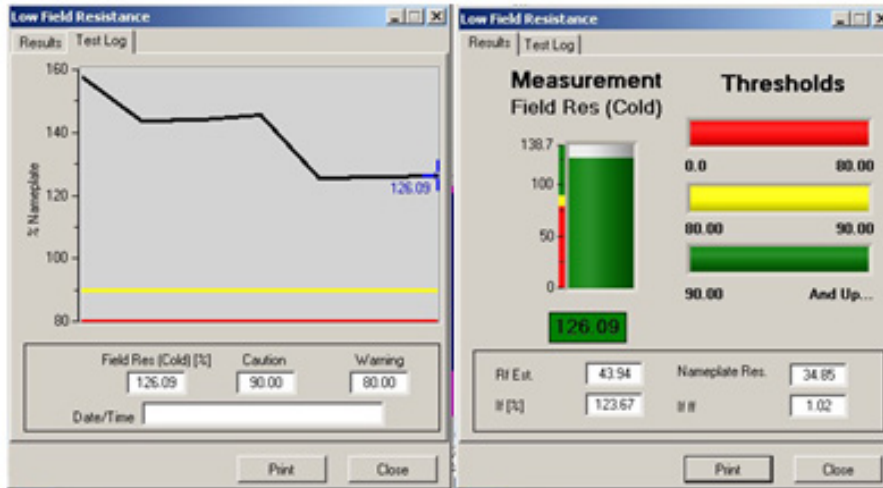 Low Field Resistance
Results Test Log
160
140
120
100
80
% Nameplate
126.09
Field Res (Cold) [%] Caution Warning
126.09 90.00 80.00
Date/Time
Print Close
Low Field Resistance
Results Test Log
Measurement
Field Res (Cold)
138.7
100
50
0
126.09
Thresholds
0.0 80.00
80.00 90.00
90.00 And Up...
Rf Est. 43.94 Nameplate Res. 34.85
If [%] 123.67 If ff 1.02
Print Close